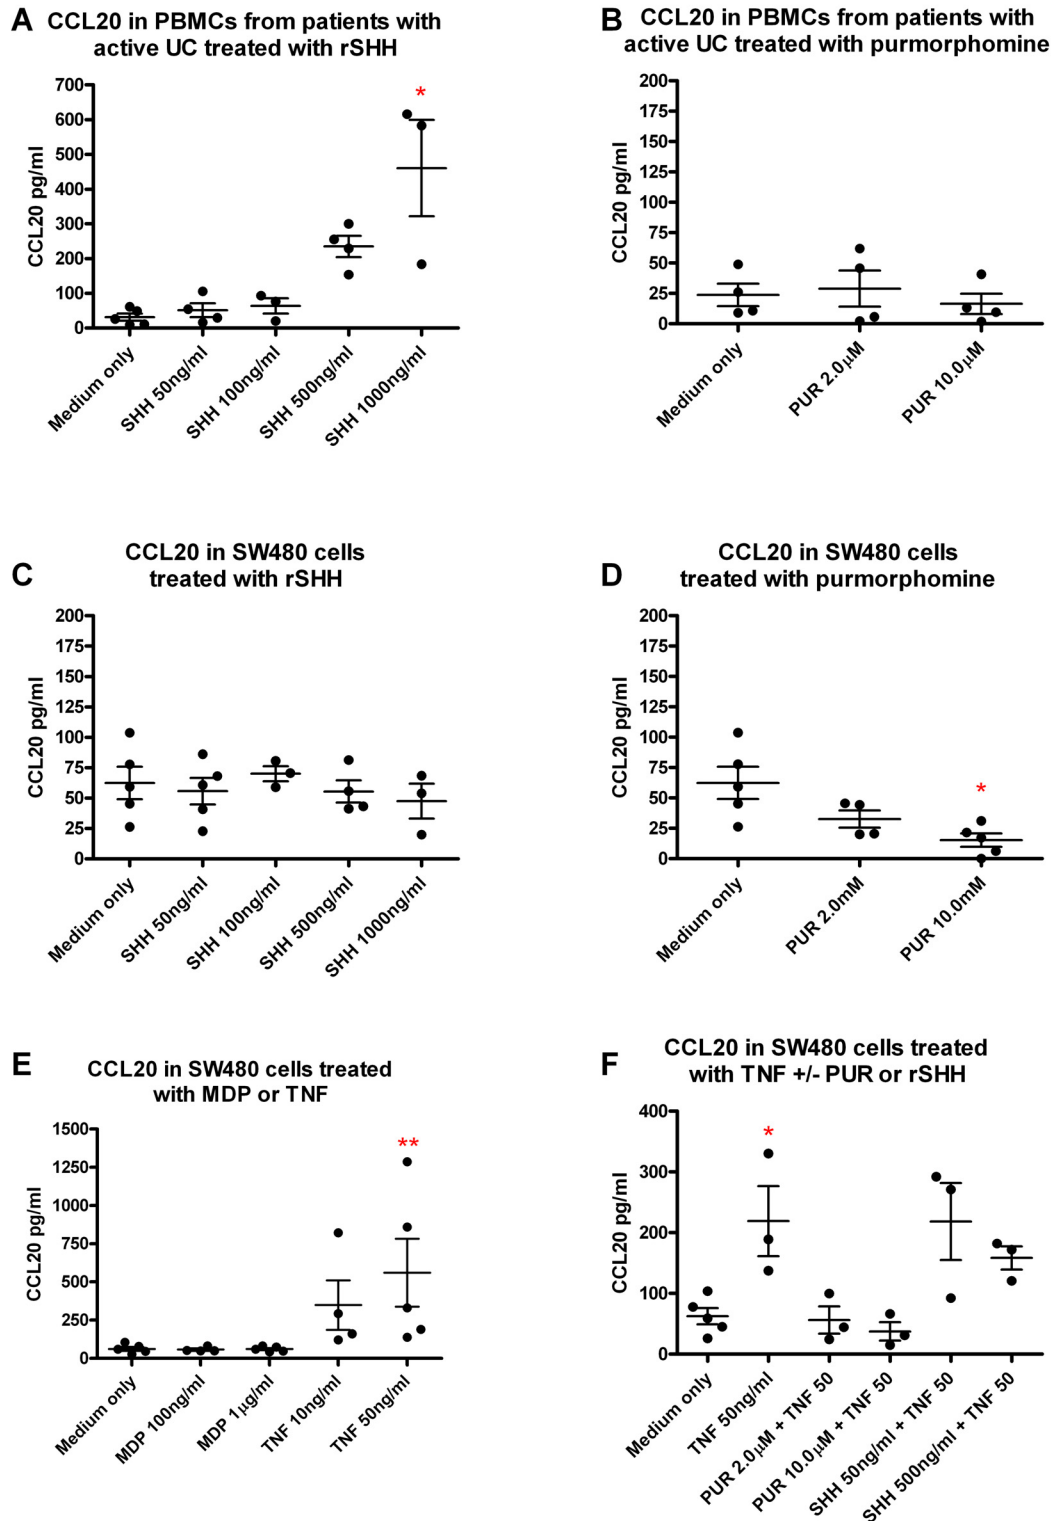 A
CCL20 in PBMCs from patients with
active UC treated with rSHH
CCL20 pg/ml
700
600
500
400
300
200
100
0
*
Medium only
SHH 50ng/ml
SHH 100ng/ml
SHH 500ng/ml
SHH 1000ng/ml
B
CCL20 in PBMCs from patients with
active UC treated with purmorphomine
CCL20 pg/ml
200
175
150
125
100
75
50
25
0
Medium only
PUR 2.0μM
PUR 10.0μM
C
CCL20 in SW480 cells
treated with rSHH
CCL20 pg/ml
200
175
150
125
100
75
50
25
0
Medium only
SHH 50ng/ml
SHH 100ng/ml
SHH 500ng/ml
SHH 1000ng/ml
D
CCL20 in SW480 cells
treated with purmorphomine
CCL20 pg/ml
200
175
150
125
100
75
50
25
0
*
Medium only
PUR 2.0mM
PUR 10.0mM
E
CCL20 in SW480 cells treated
with MDP or TNF
CCL20 pg/ml
1500
1250
1000
750
500
250
0
**
Medium only
MDP 100ng/ml
MDP 1μg/ml
TNF 10ng/ml
TNF 50ng/ml
F
CCL20 in SW480 cells treated
with TNF +/- PUR or rSHH
CCL20 pg/ml
400
300
200
100
0
*
Medium only
TNF 50ng/ml
PUR 2.0μM + TNF 50
PUR 10.0μM + TNF 50
SHH 50ng/ml + TNF 50
SHH 500ng/ml + TNF 50